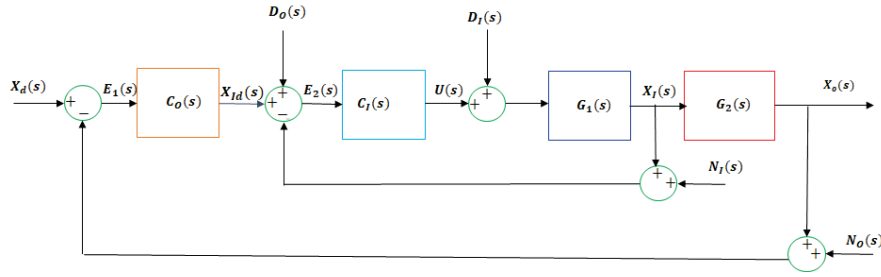 D_O(s)
D_I(s)
X_d(s)
E_1(s)
C_O(s)
X_Id(s)
E_2(s)
C_I(s)
U(s)
G_1(s)
X_I(s)
G_2(s)
X_o(s)
N_I(s)
N_O(s)